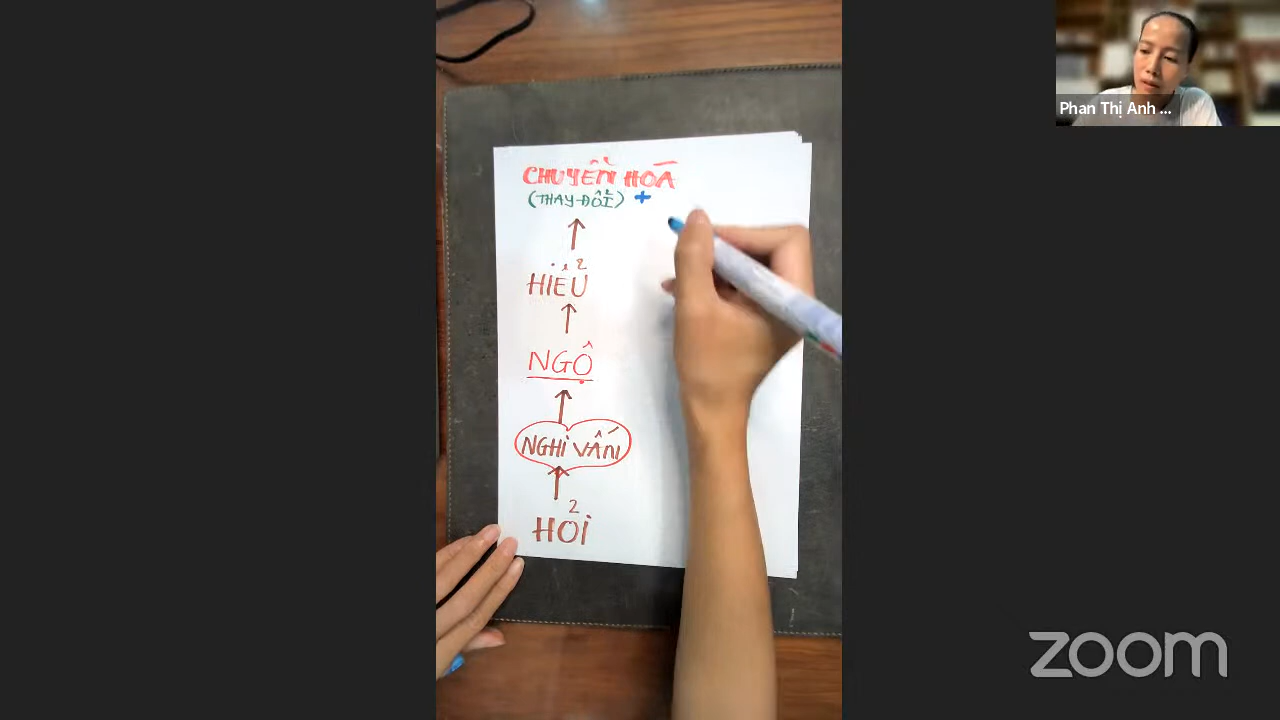 Phan Thị Anh ...
CHUYỂN HOÁ
(THAY ĐỔI) +
HIỂU
NGỘ
NGHI VẤN
HỎI
zoom